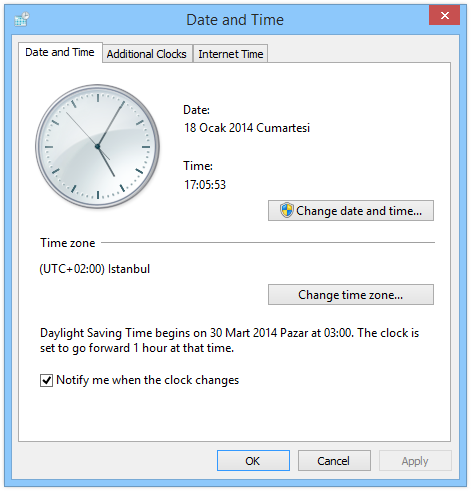 Date and Time
Date and Time
Additional Clocks
Internet Time
Date:
18 Ocak 2014 Cumartesi
Time:
17:05:53
Change date and time...
Time zone
(UTC+02:00) Istanbul
Change time zone...
Daylight Saving Time begins on 30 Mart 2014 Pazar at 03:00. The clock is
set to go forward 1 hour at that time.
Notify me when the clock changes
OK
Cancel
Apply